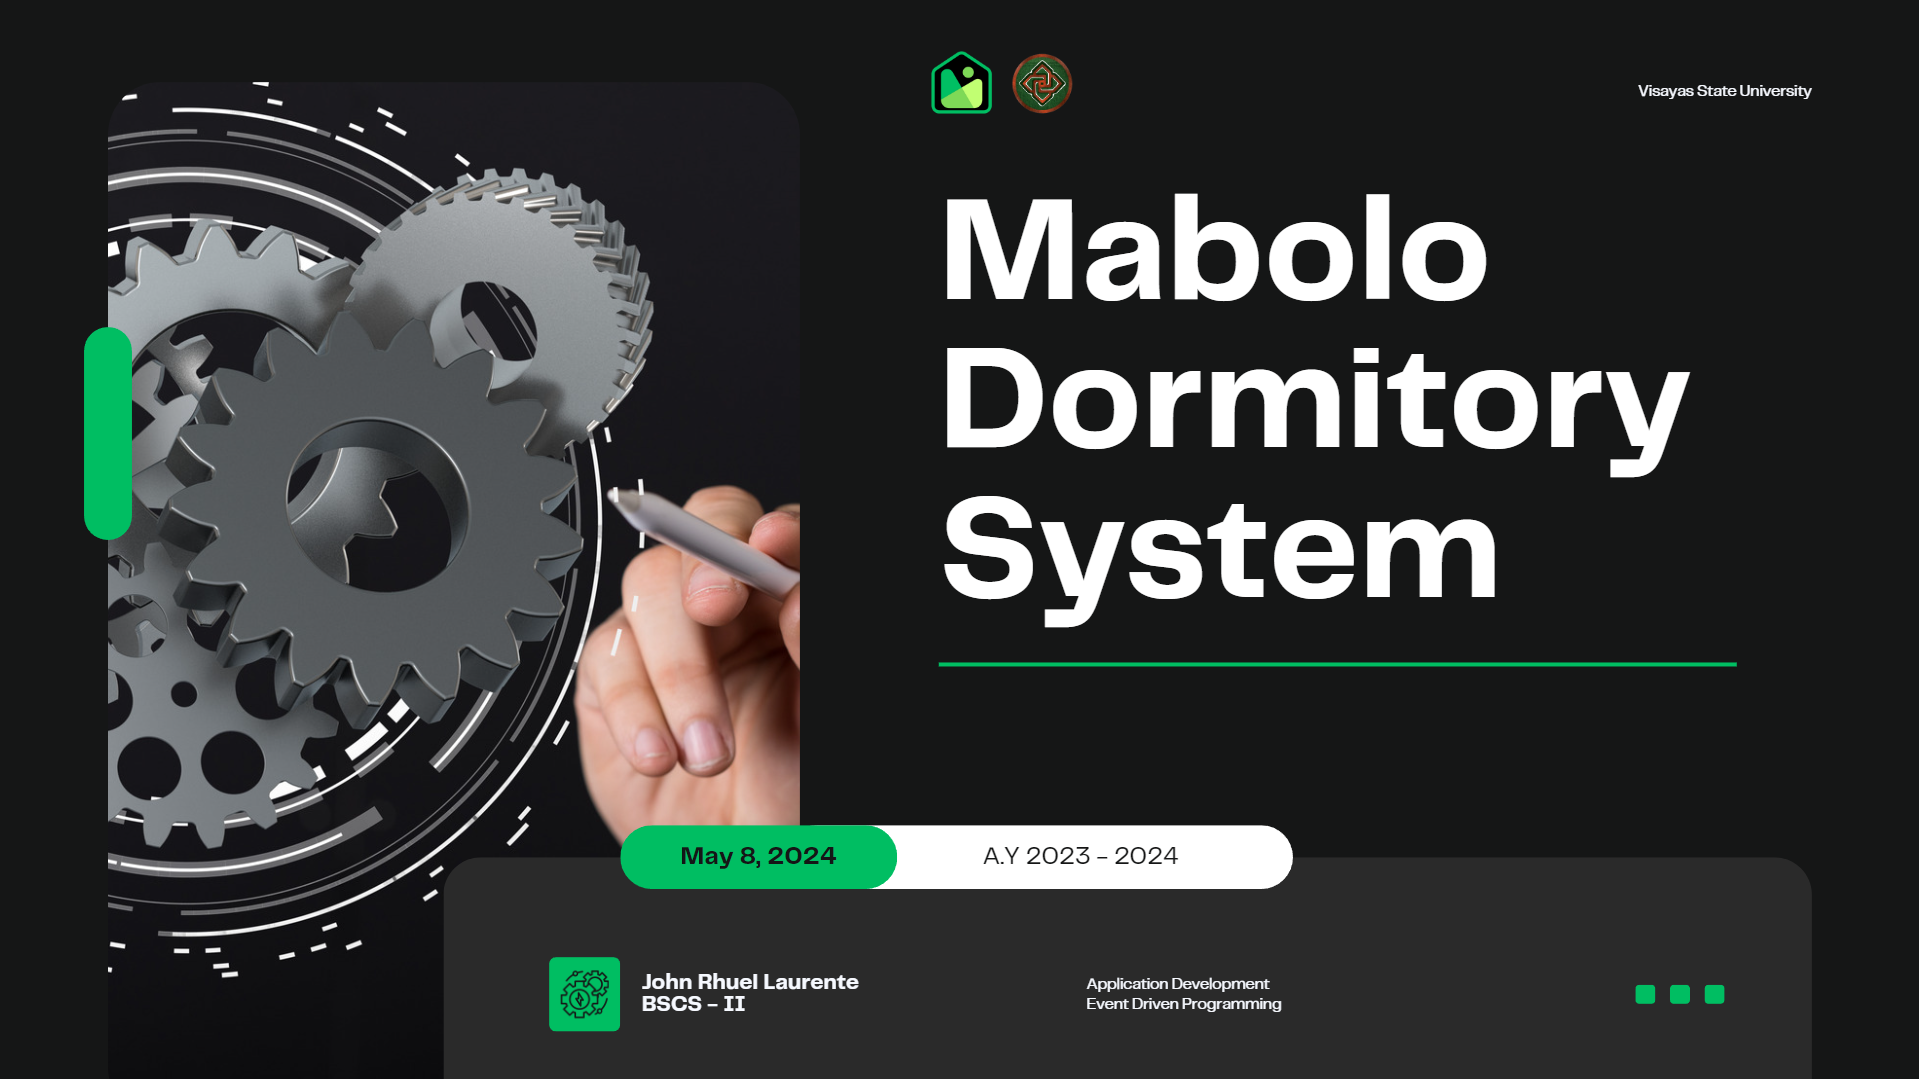 Visayas State University
Mabolo
Dormitory
System
May 8, 2024
A.Y 2023 - 2024
John Rhuel Laurente
BSCS - II
Application Development
Event Driven Programming